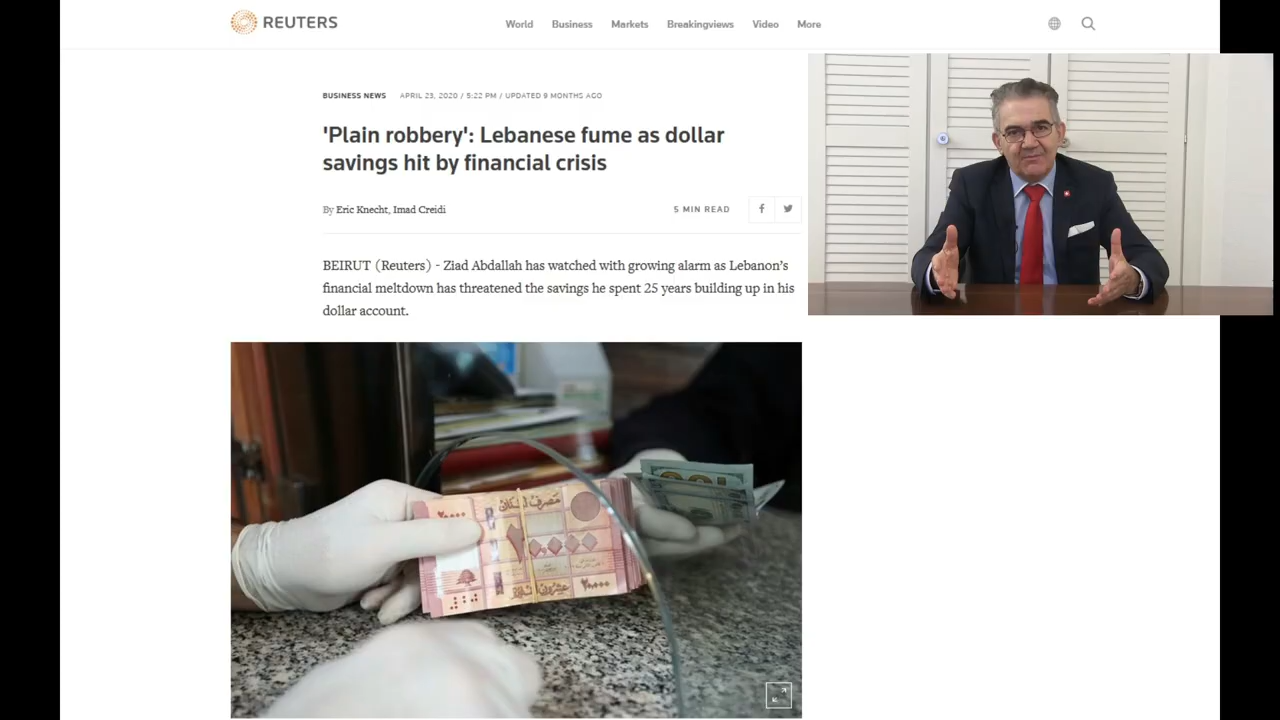 REUTERS
World Business Markets Breakingviews Video More
BUSINESS NEWS APRIL 23, 2020 / 5:22 PM / UPDATED 9 MONTHS AGO
'Plain robbery': Lebanese fume as dollar
savings hit by financial crisis
By Eric Knecht, Imad Creidi
5 MIN READ
BEIRUT (Reuters) - Ziad Abdallah has watched with growing alarm as Lebanon's
financial meltdown has threatened the savings he spent 25 years building up in his
dollar account.
مصرف لبنان
٢٠٠٠٠